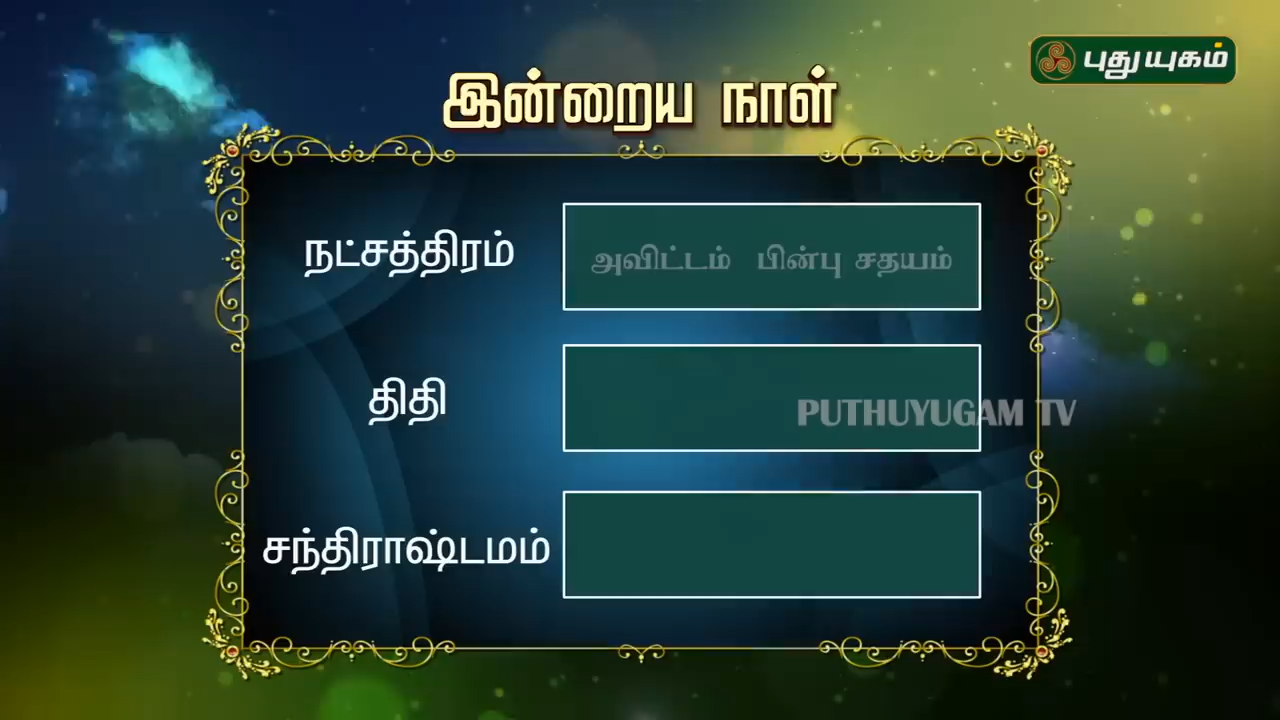 புதுயுகம்
இன்றைய நாள்
நட்சத்திரம்
அவிட்டம் பின்பு சதயம்
திதி
PUTHUYUGAM TV
சந்திராஷ்டமம்